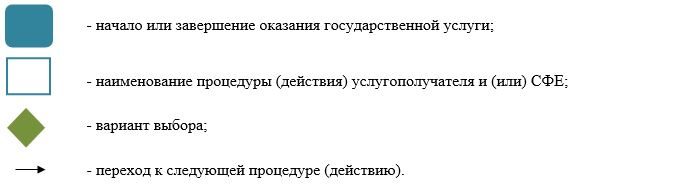 - начало или завершение оказания государственной услуги;
- наименование процедуры (действия) услугополучателя и (или) СФЕ;
- вариант выбора;
- переход к следующей процедуре (действию).